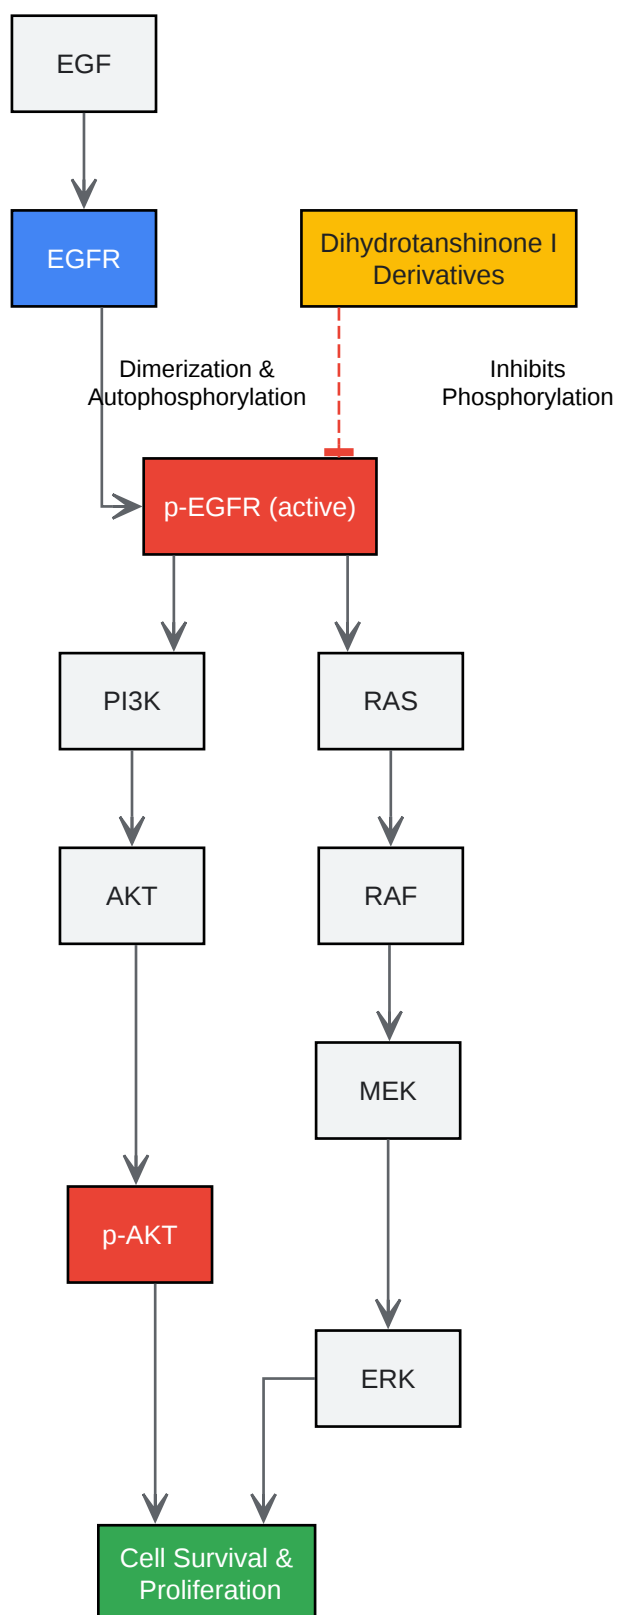 EGF
EGFR
Dihydrotanshinone I
Derivatives
Dimerization &
Autophosphorylation
Inhibits
Phosphorylation
p-EGFR (active)
PI3K
RAS
AKT
RAF
MEK
p-AKT
ERK
Cell Survival &
Proliferation